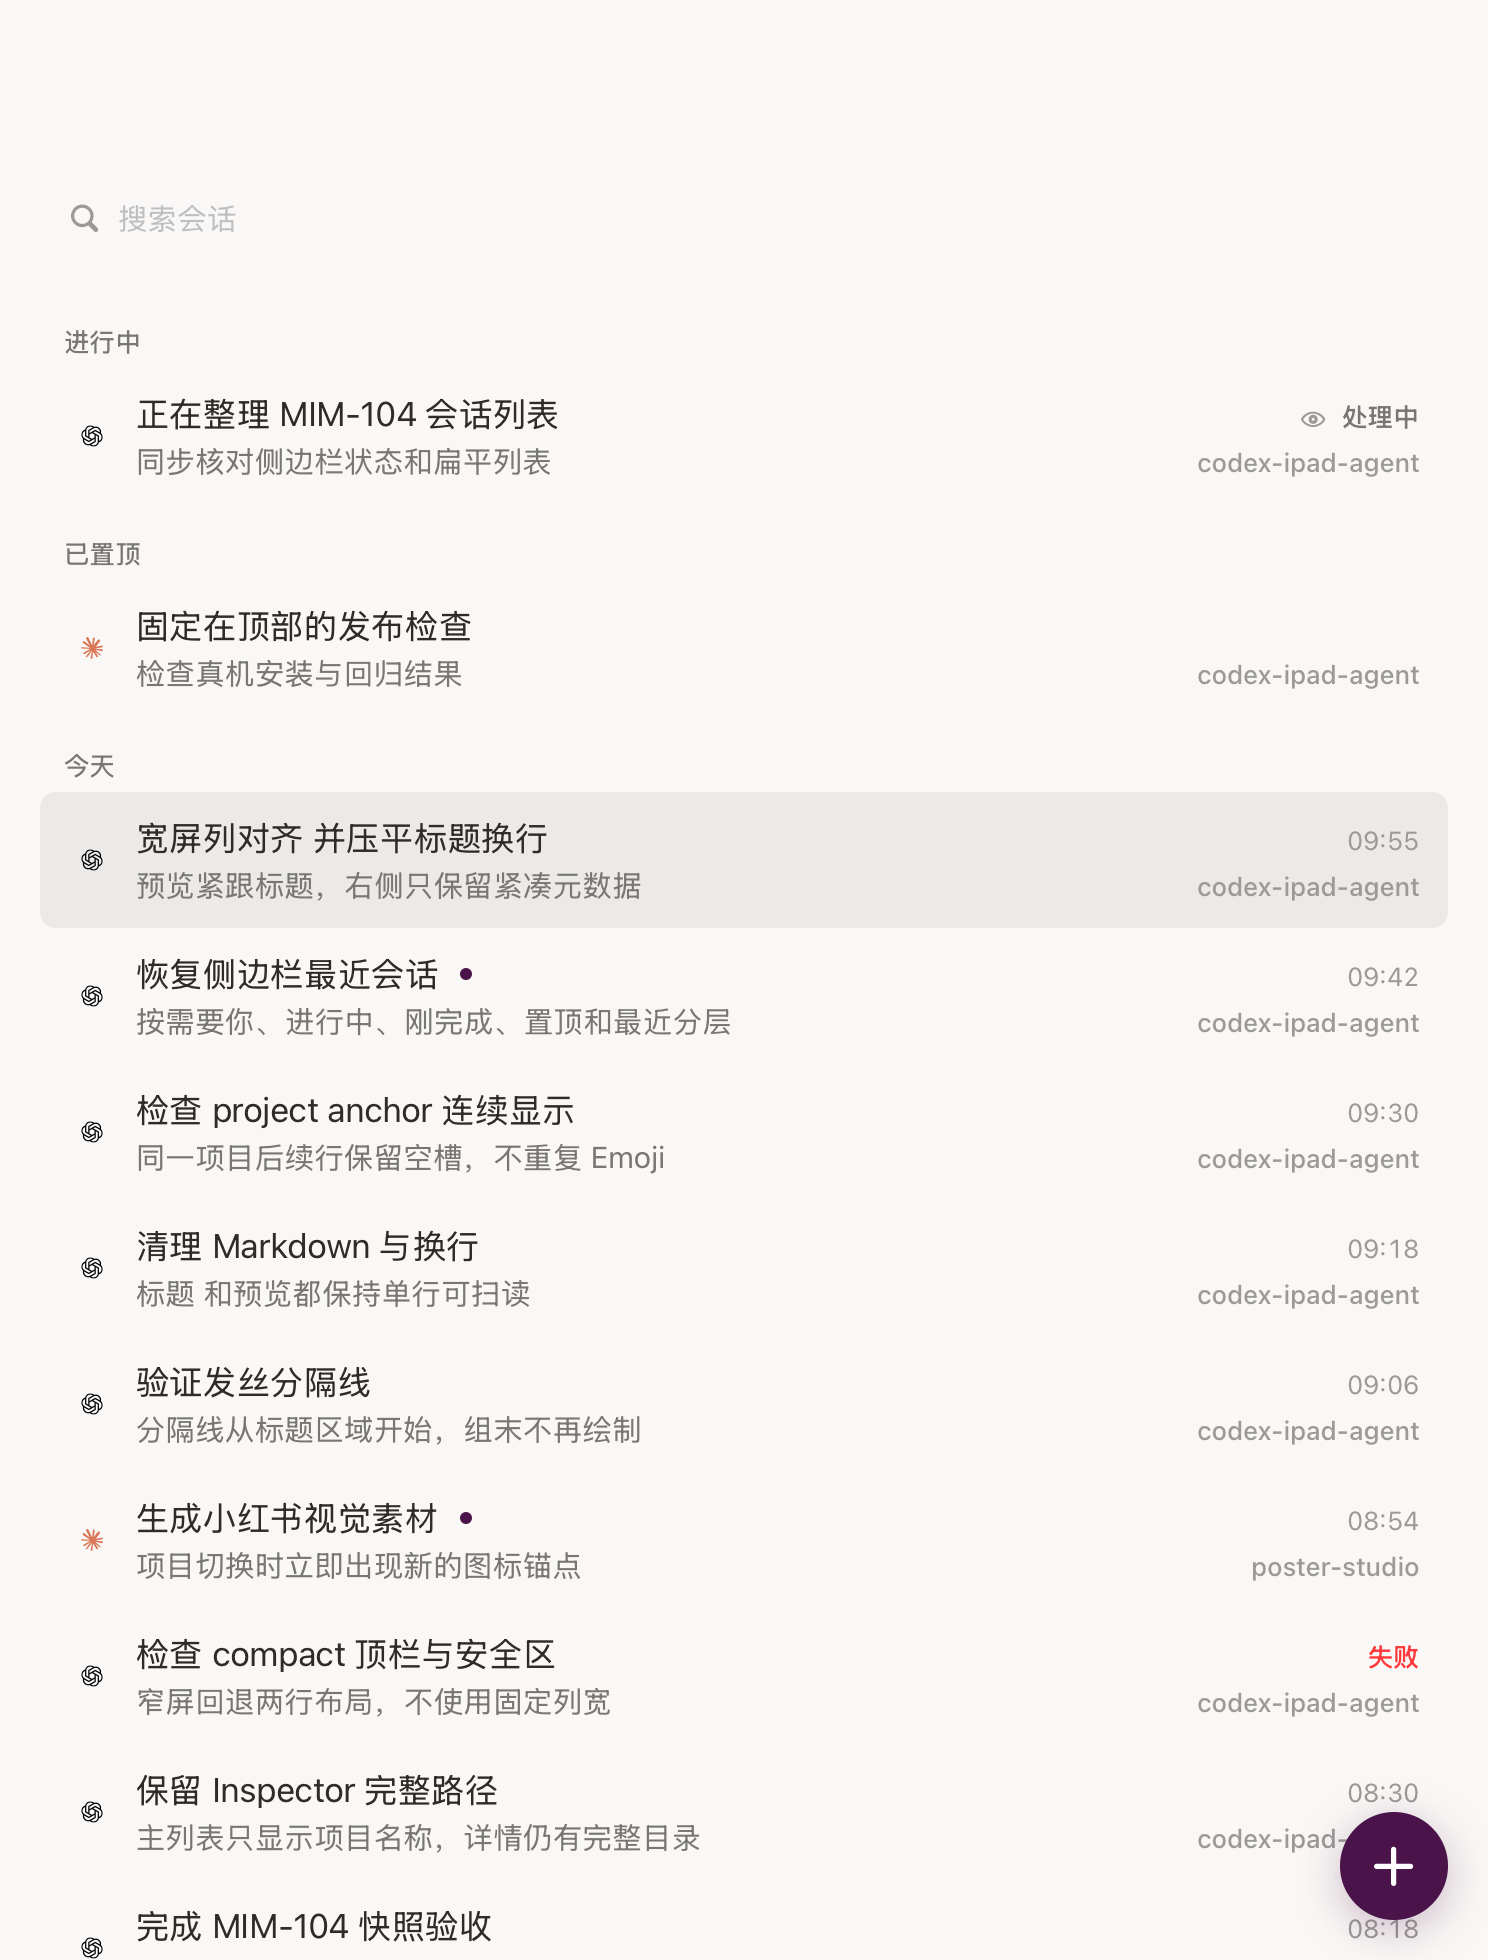 搜索会话
进行中
正在整理 MIM-104 会话列表
处理中
同步核对侧边栏状态和扁平列表
codex-ipad-agent
已置顶
固定在顶部的发布检查
检查真机安装与回归结果
codex-ipad-agent
今天
宽屏列对齐 并压平标题换行
09:55
预览紧跟标题，右侧只保留紧凑元数据
codex-ipad-agent
恢复侧边栏最近会话
09:42
按需要你、进行中、刚完成、置顶和最近分层
codex-ipad-agent
检查 project anchor 连续显示
09:30
同一项目后续行保留空槽，不重复 Emoji
codex-ipad-agent
清理 Markdown 与换行
09:18
标题 和预览都保持单行可扫读
codex-ipad-agent
验证发丝分隔线
09:06
分隔线从标题区域开始，组末不再绘制
codex-ipad-agent
生成小红书视觉素材
08:54
项目切换时立即出现新的图标锚点
poster-studio
检查 compact 顶栏与安全区
失败
窄屏回退两行布局，不使用固定列宽
codex-ipad-agent
保留 Inspector 完整路径
08:30
主列表只显示项目名称，详情仍有完整目录
codex-ipad-
完成 MIM-104 快照验收
08:18